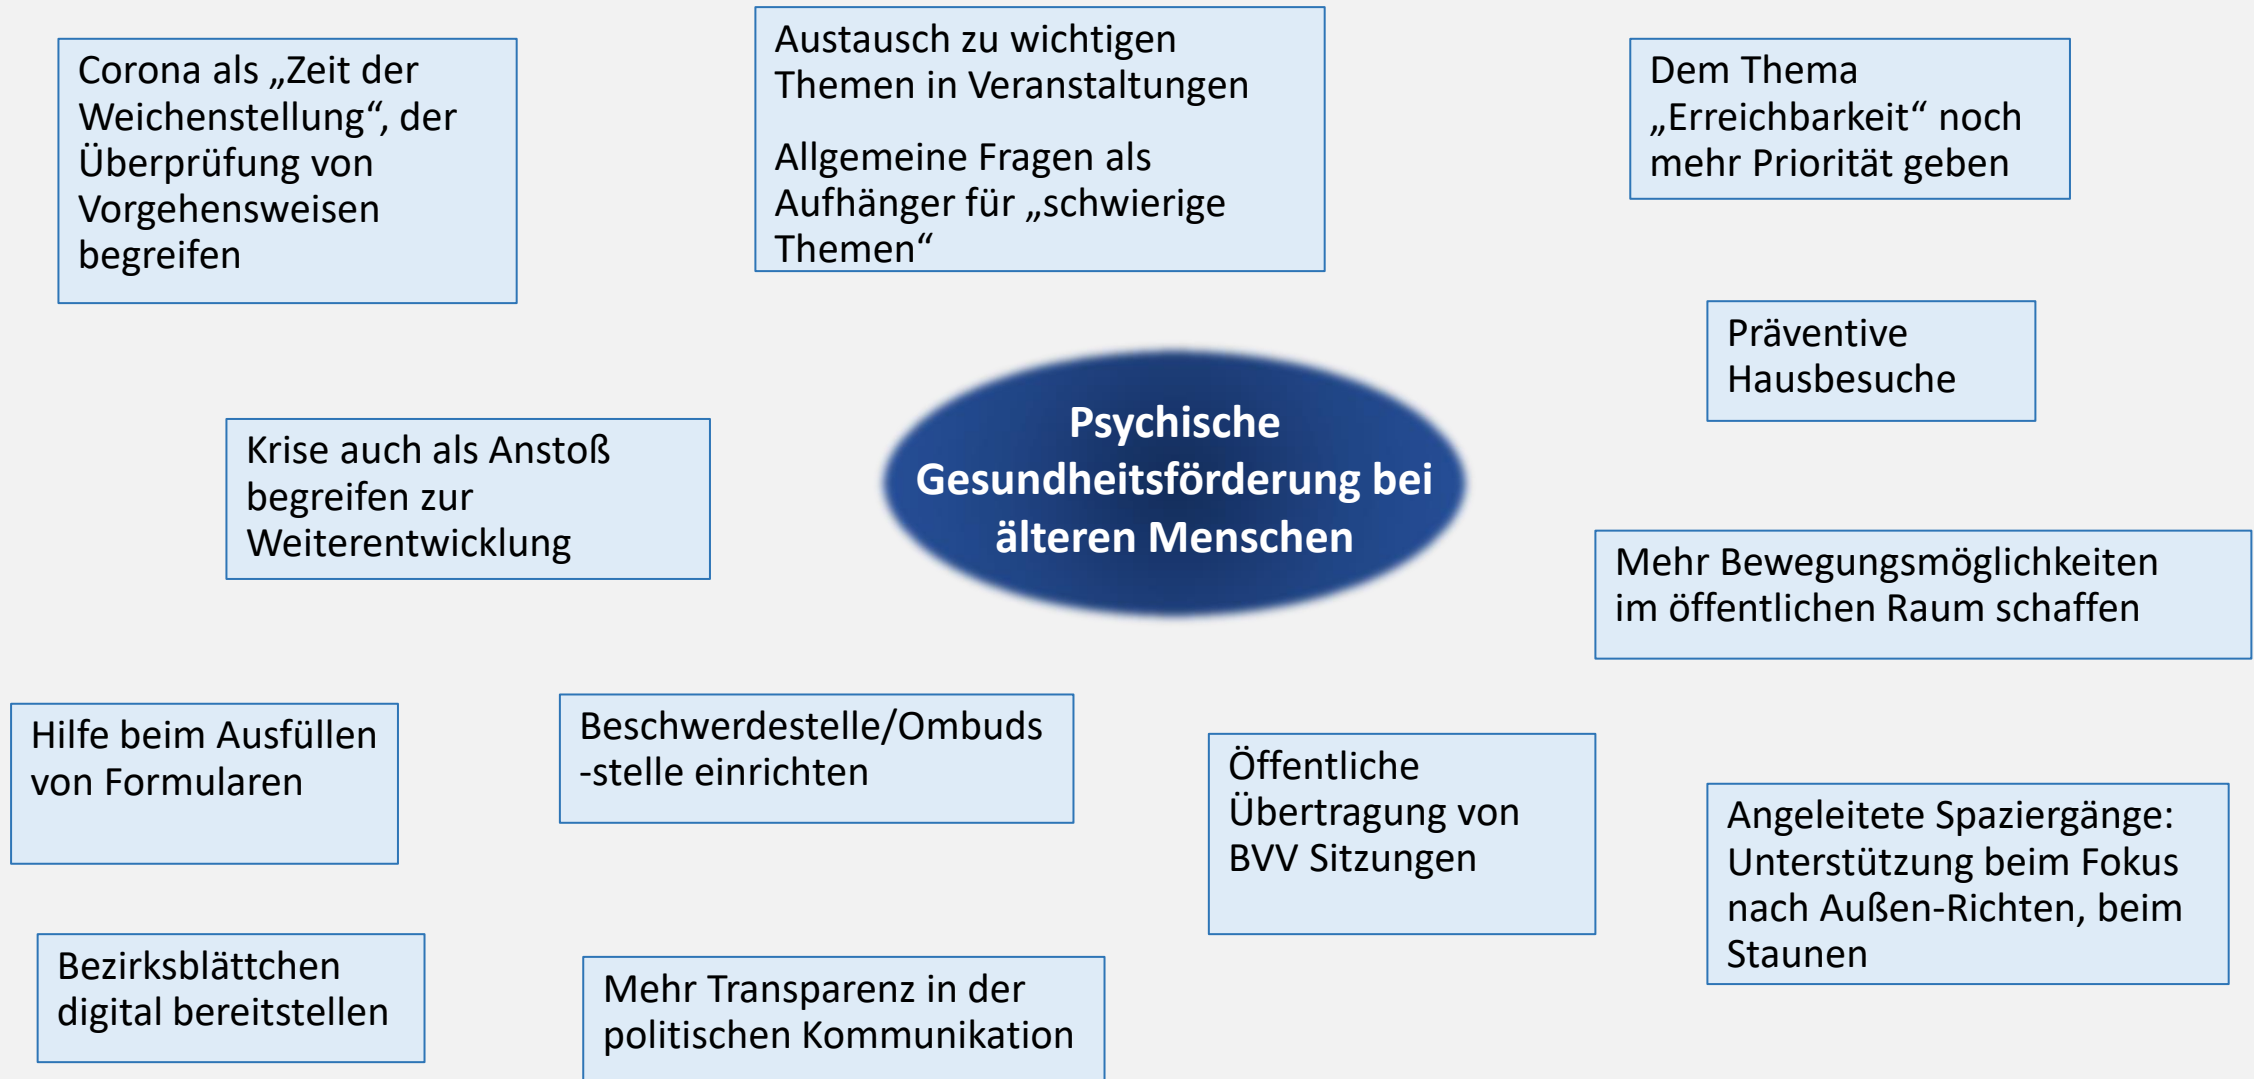 Corona als „Zeit der
Weichenstellung“, der
Überprüfung von
Vorgehensweisen
begreifen
Austausch zu wichtigen
Themen in Veranstaltungen
Allgemeine Fragen als
Aufhänger für „schwierige
Themen“
Dem Thema
„Erreichbarkeit“ noch
mehr Priorität geben
Präventive
Hausbesuche
Krise auch als Anstoß
begreifen zur
Weiterentwicklung
Psychische
Gesundheitsförderung bei
älteren Menschen
Mehr Bewegungsmöglichkeiten
im öffentlichen Raum schaffen
Hilfe beim Ausfüllen
von Formularen
Beschwerdestelle/Ombuds
-stelle einrichten
Öffentliche
Übertragung von
BVV Sitzungen
Angeleitete Spaziergänge:
Unterstützung beim Fokus
nach Außen-Richten, beim
Staunen
Bezirksblättchen
digital bereitstellen
Mehr Transparenz in der
politischen Kommunikation